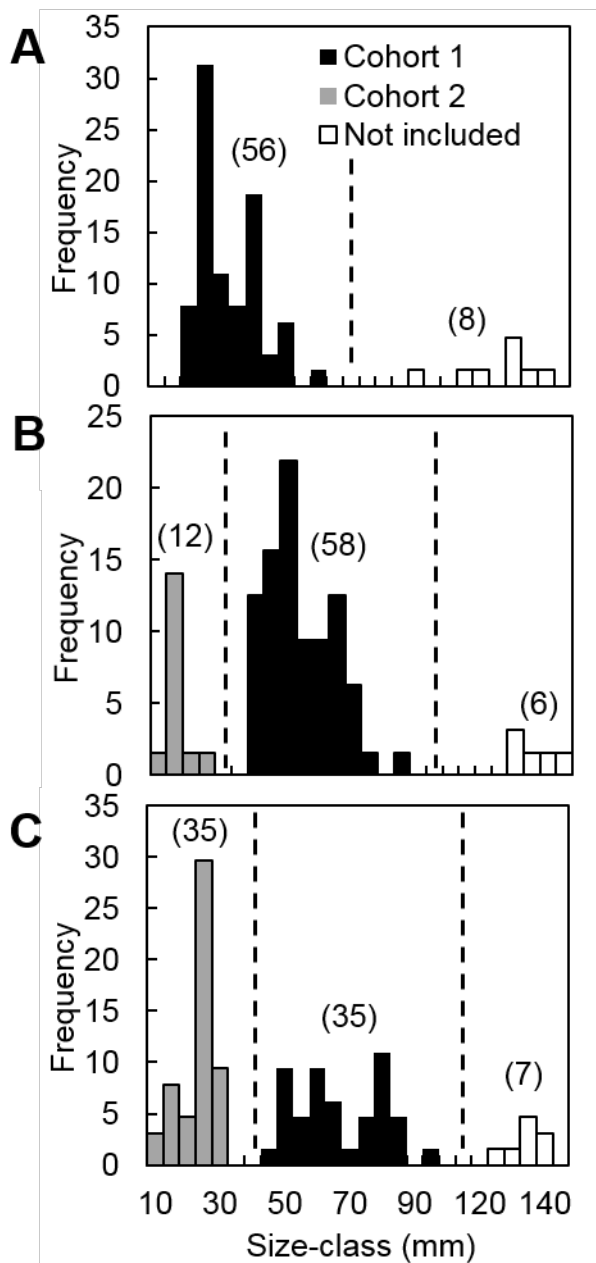 A
35
30
25
20
15
10
5
0
Frequency
Cohort 1
Cohort 2
Not included
(56)
(8)
B
25
20
15
10
5
0
Frequency
(12)
(58)
(6)
C
35
30
25
20
15
10
5
0
Frequency
(35)
(35)
(7)
10 30 50 70 90 120 140
Size-class (mm)